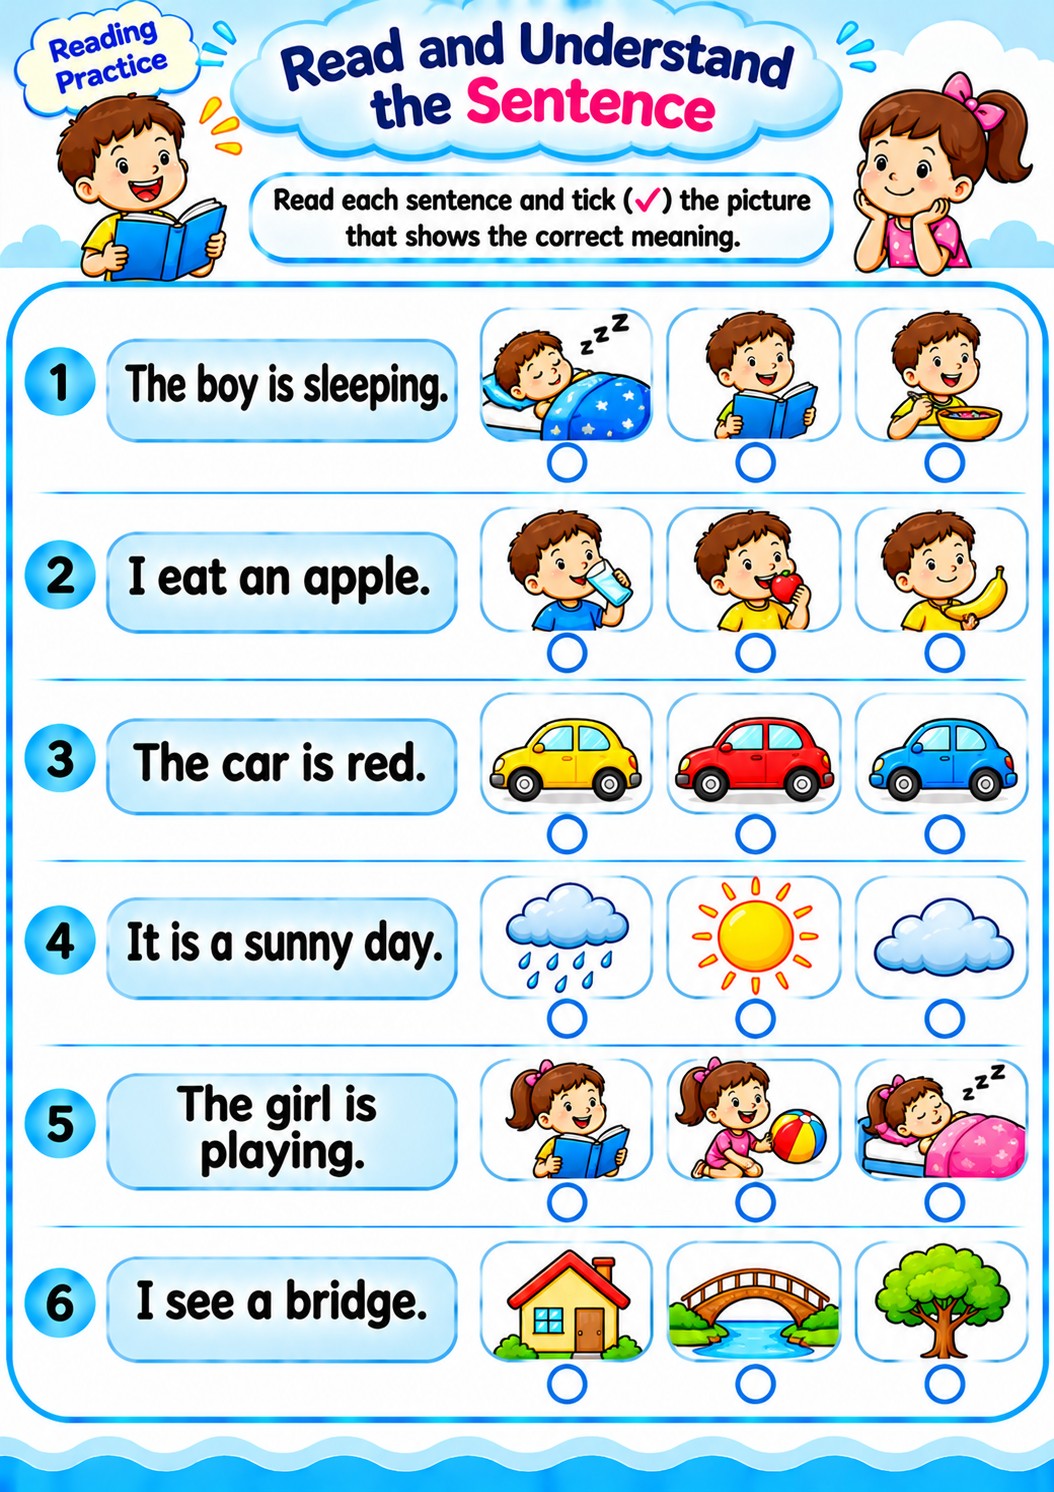 Reading
Practice
Read and Understand
the Sentence
Read each sentence and tick (✓) the picture
that shows the correct meaning.
1
The boy is sleeping.
z z z
2
I eat an apple.
3
The car is red.
4
It is a sunny day.
5
The girl is
playing.
z z z
6
I see a bridge.